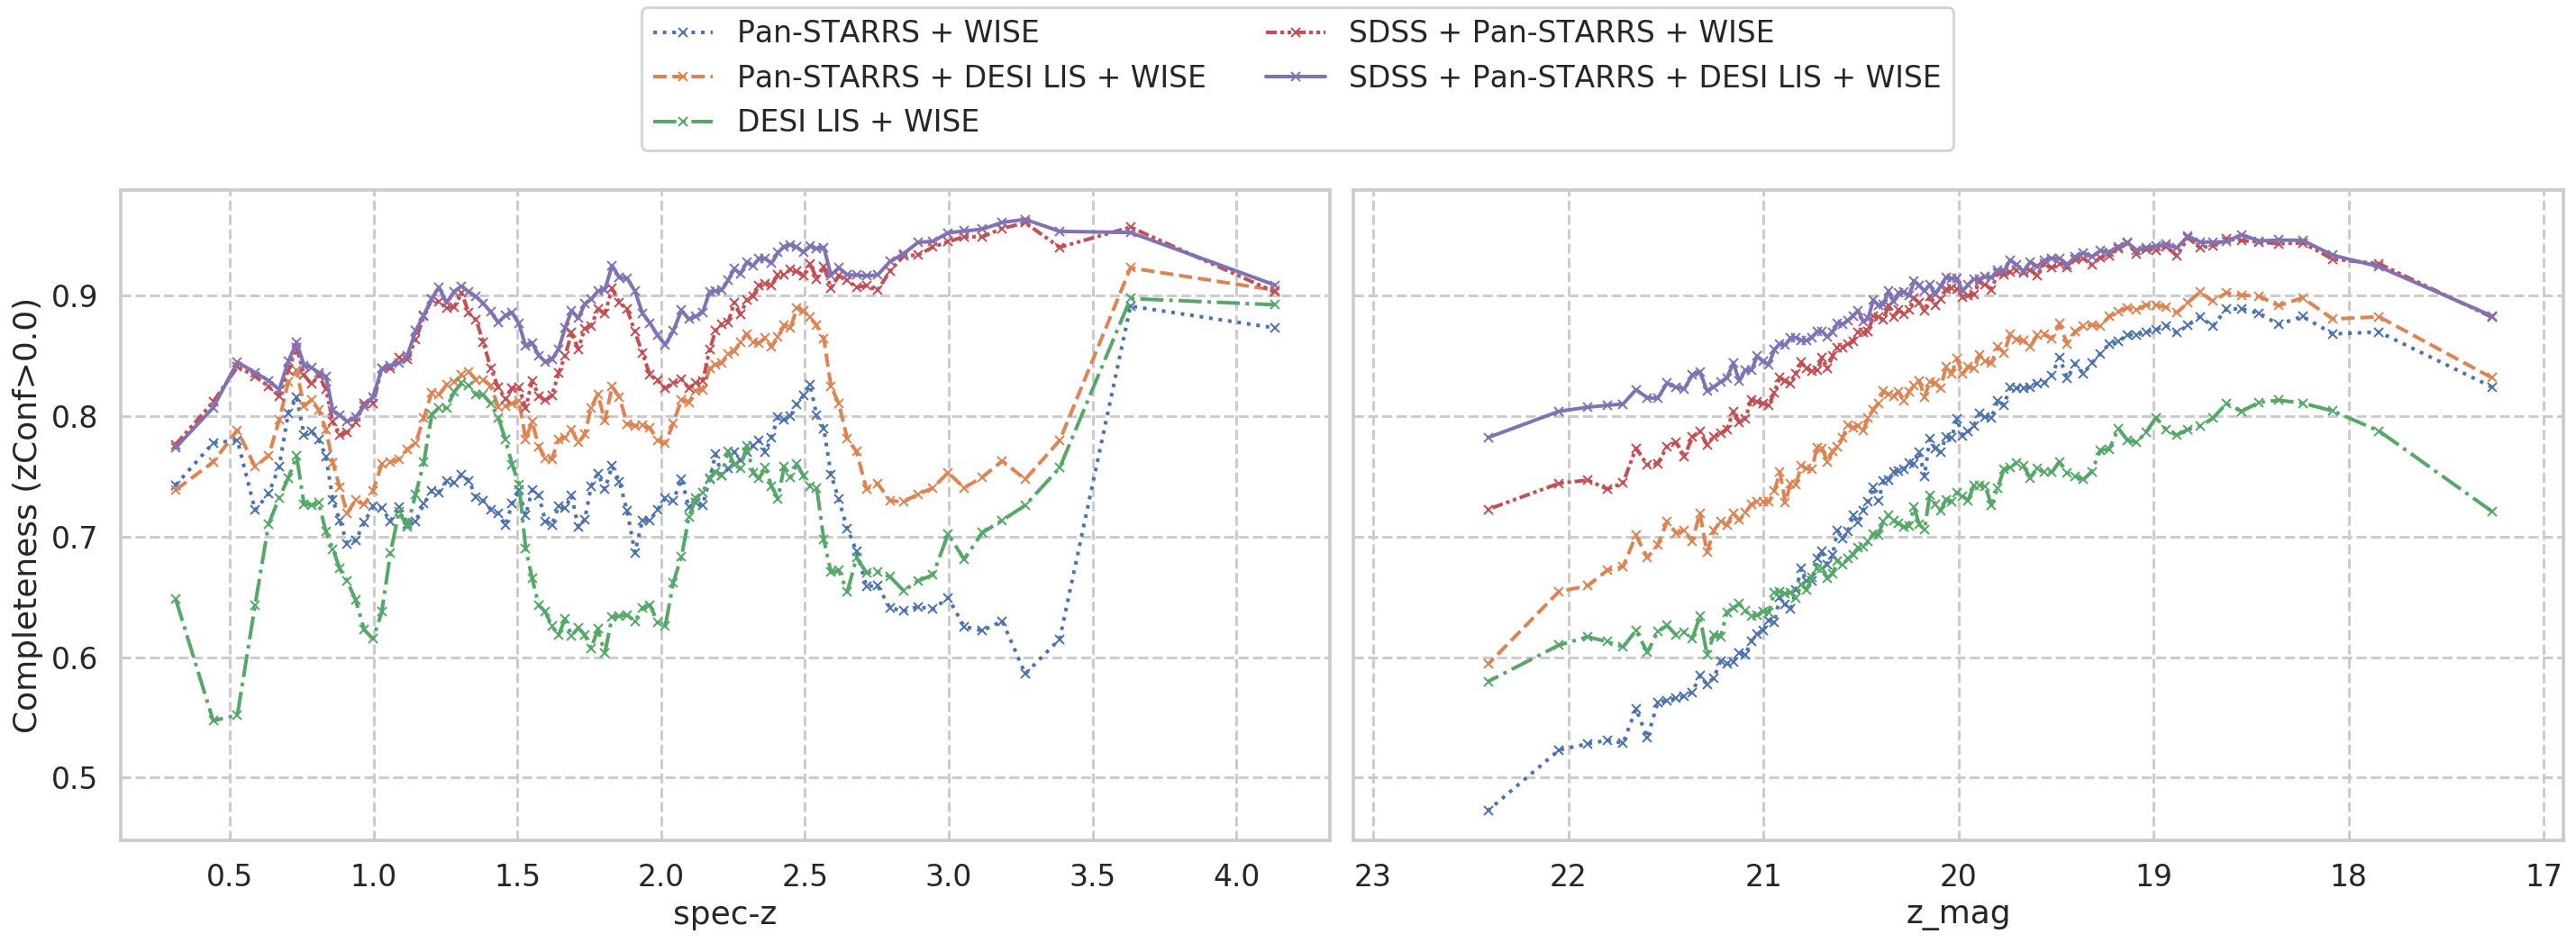 Pan-STARRS + WISE
Pan-STARRS + DESI LIS + WISE
DESI LIS + WISE
SDSS + Pan-STARRS + WISE
SDSS + Pan-STARRS + DESI LIS + WISE
Completeness (zConf>0.0)
0.9
0.8
0.7
0.6
0.5
0.5 1.0 1.5 2.0 2.5 3.0 3.5 4.0
spec-z
23 22 21 20 19 18 17
z_mag